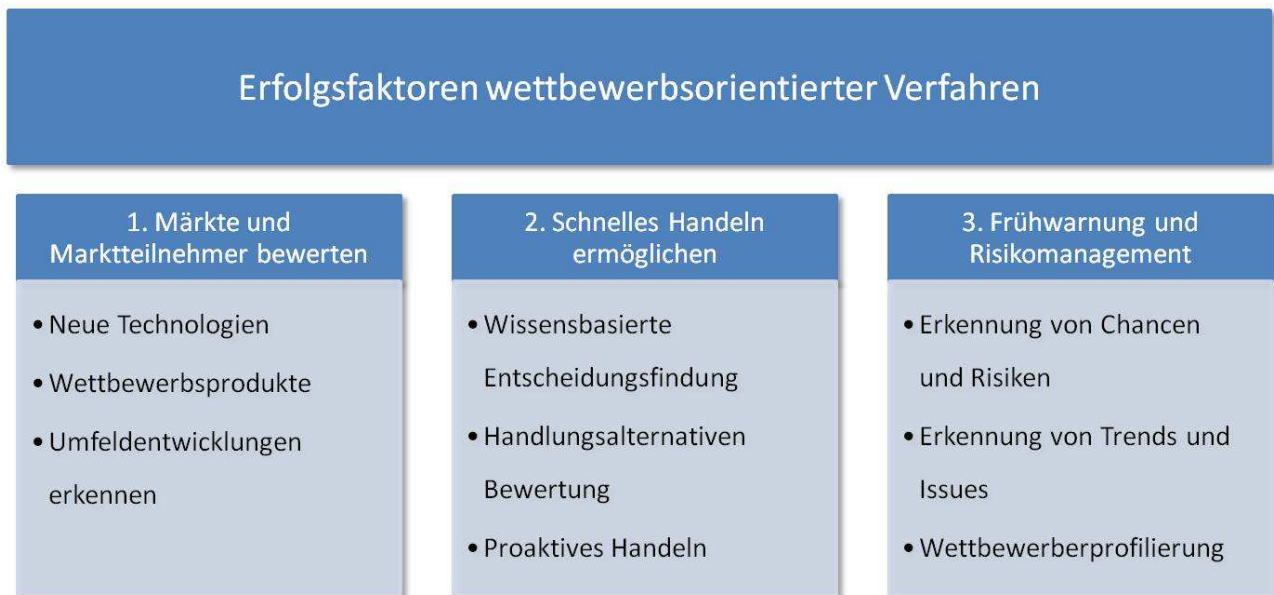 Erfolgsfaktoren wettbewerbsorientierter Verfahren
1. Märkte und
Marktteilnehmer bewerten
• Neue Technologien
• Wettbewerbsprodukte
• Umfeldentwicklungen
erkennen
2. Schnelles Handeln
ermöglichen
• Wissensbasierte
Entscheidungsfindung
• Handlungsalternativen
Bewertung
• Proaktives Handeln
3. Frühwarnung und
Risikomanagement
• Erkennung von Chancen
und Risiken
• Erkennung von Trends und
Issues
• Wettbewerberprofilierung